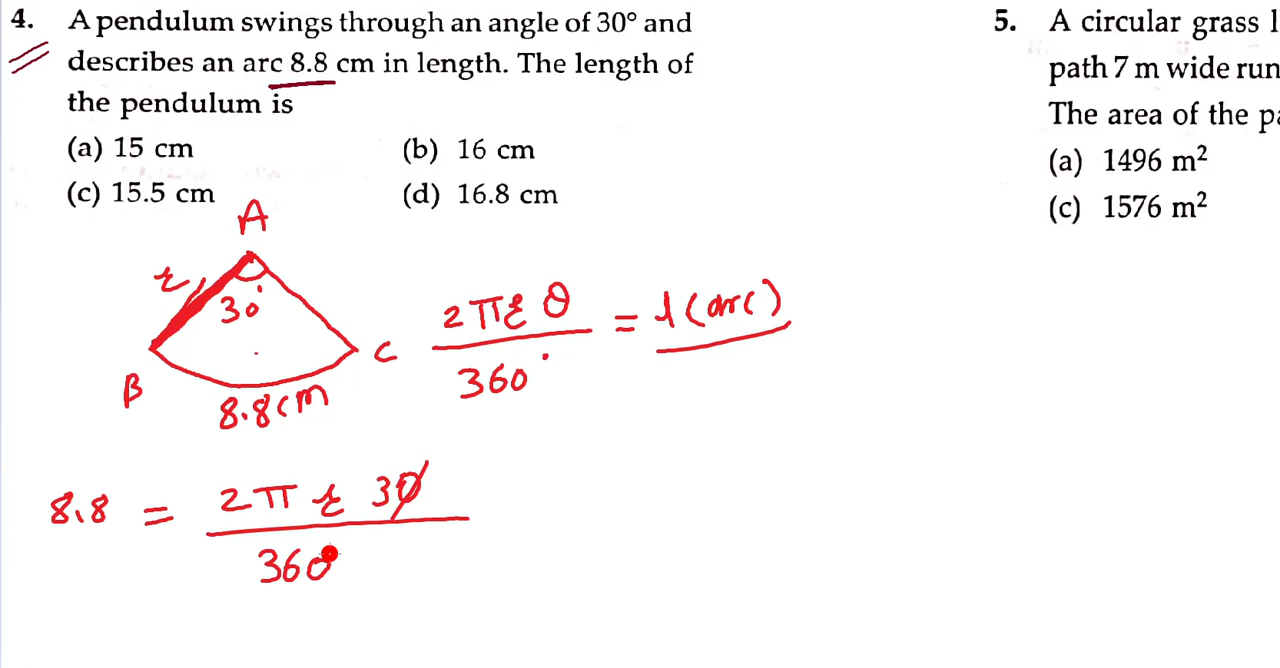 4. A pendulum swings through an angle of 30° and
describes an arc 8.8 cm in length. The length of
the pendulum is
(a) 15 cm (b) 16 cm
(c) 15.5 cm (d) 16.8 cm
A
r
30°
B
C
8.8 cm
2πr θ / 360° = l (arc)
8.8 = 2π r 30 / 360°
5. A circular grass l
path 7 m wide run
The area of the pa
(a) 1496 m²
(c) 1576 m²